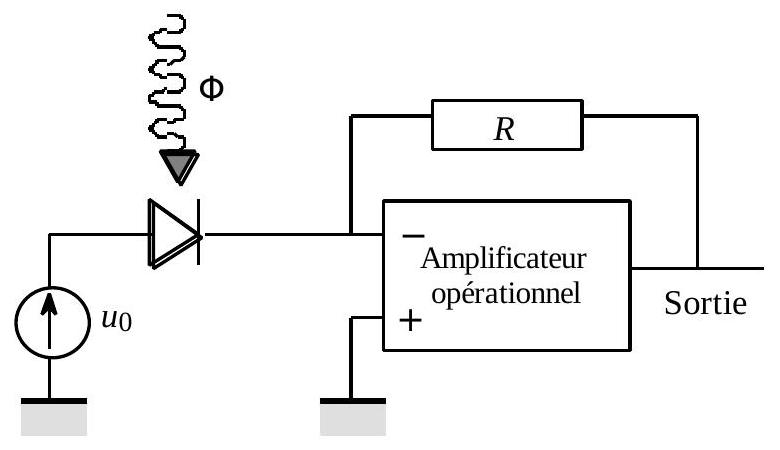 Φ
R
−
Amplificateur
opérationnel
+
u0
Sortie